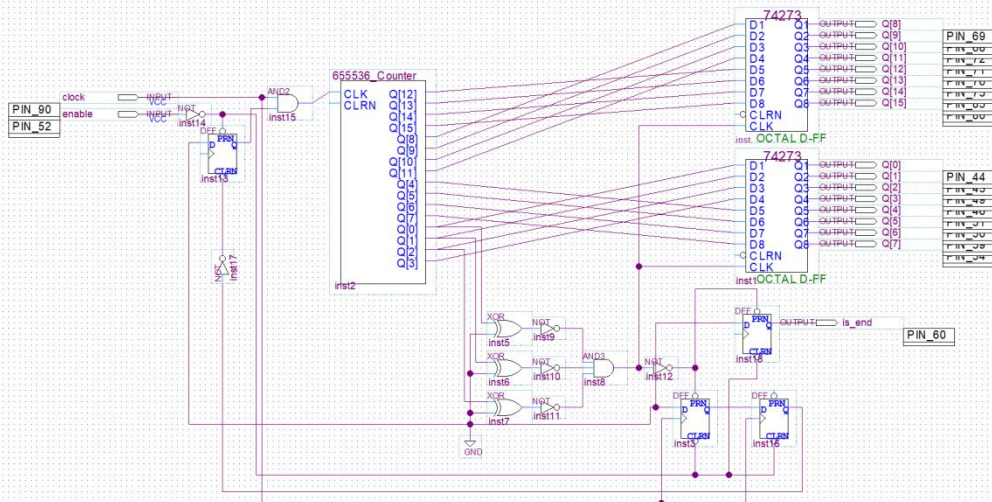 74273
D1 Q1 OUTPUT Q[8]
D2 Q2 OUTPUT Q[9]
D3 Q3 OUTPUT Q[10]
D4 Q4 OUTPUT Q[11]
D5 Q5 OUTPUT Q[12]
D6 Q6 OUTPUT Q[13]
D7 Q7 OUTPUT Q[14]
D8 Q8 OUTPUT Q[15]
CLRN
CLK
inst
OCTAL D-FF
PIN_69
655536_Counter
CLK
CLRN
Q[12]
Q[13]
Q[14]
Q[15]
Q[8]
Q[9]
Q[10]
Q[11]
Q[4]
Q[5]
Q[6]
Q[7]
Q[0]
Q[1]
Q[2]
Q[3]
inst2
clock INPUT
VCC
enable INPUT
VCC
PIN_90
PIN_52
NOT
inst14
AND2
inst15
DFF
PRN
D Q
CLRN
inst13
NOT
inst17
74273
D1 Q1 OUTPUT Q[0]
D2 Q2 OUTPUT Q[1]
D3 Q3 OUTPUT Q[2]
D4 Q4 OUTPUT Q[3]
D5 Q5 OUTPUT Q[4]
D6 Q6 OUTPUT Q[5]
D7 Q7 OUTPUT Q[6]
D8 Q8 OUTPUT Q[7]
CLRN
CLK
inst1
OCTAL D-FF
PIN_44
XOR
inst5
NOT
inst9
XOR
inst6
NOT
inst10
XOR
inst7
NOT
inst11
AND3
inst8
NOT
inst12
GND
PRN
D Q
CLRN
inst18
OUTPUT is_end
PIN_60
DFF
PRN
D Q
CLRN
inst3
DFF
PRN
D Q
CLRN
inst16